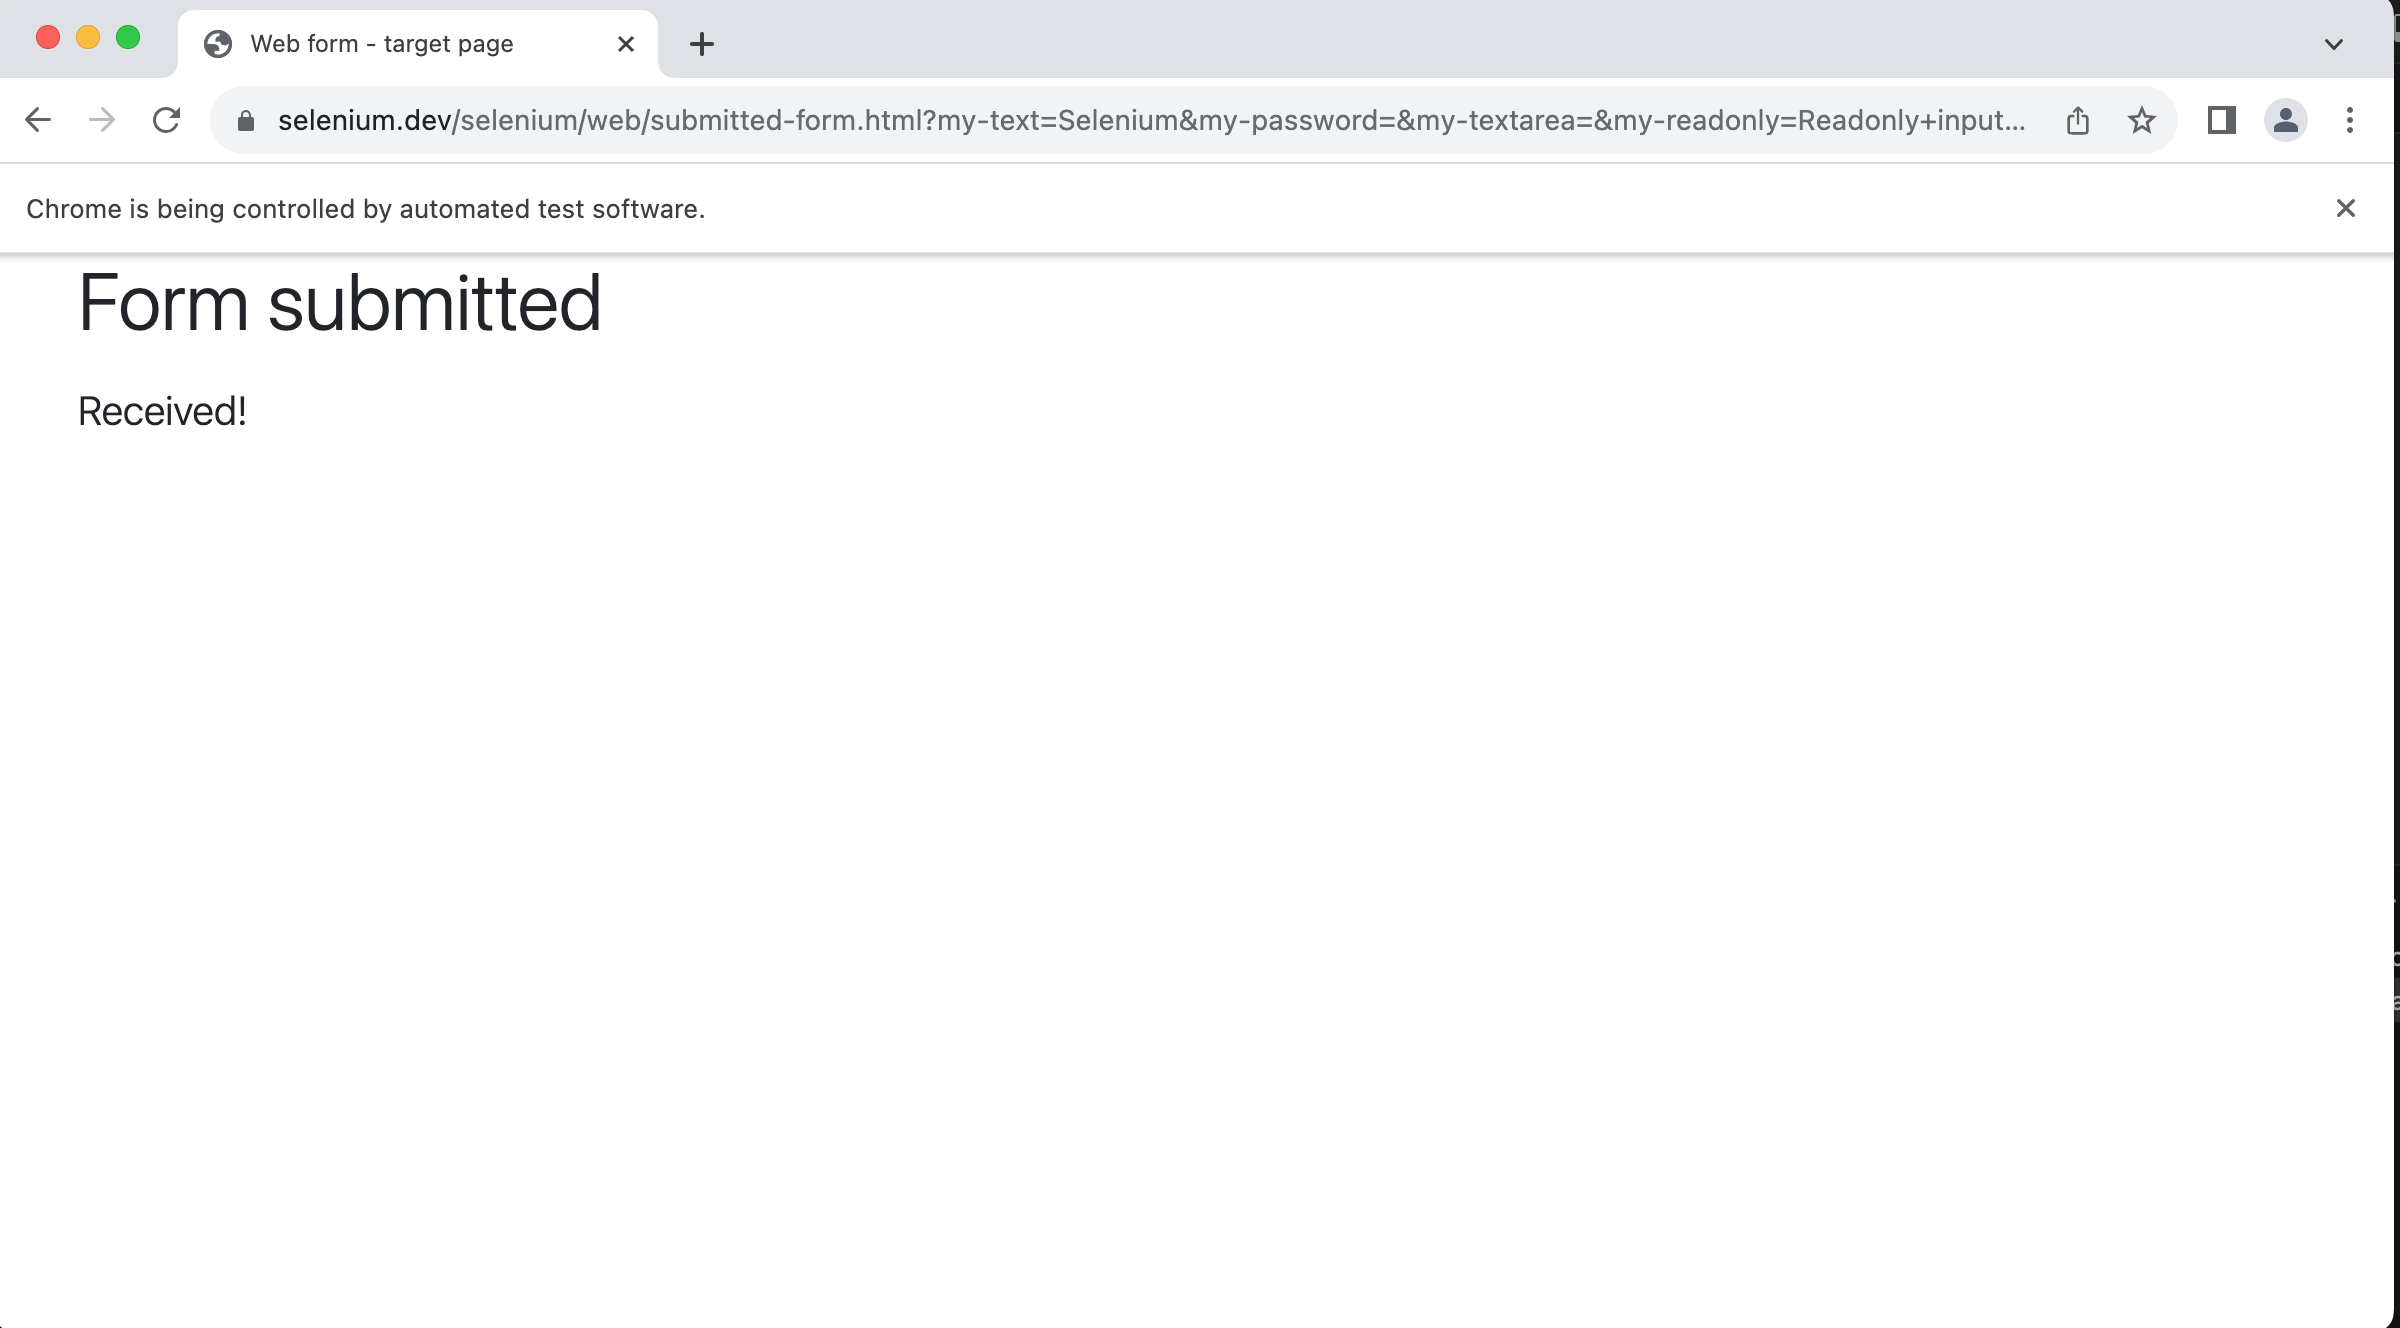 Web form - target page
selenium.dev/selenium/web/submitted-form.html?my-text=Selenium&my-password=&my-textarea=&my-readonly=Readonly+input...
Chrome is being controlled by automated test software.
Form submitted
Received!